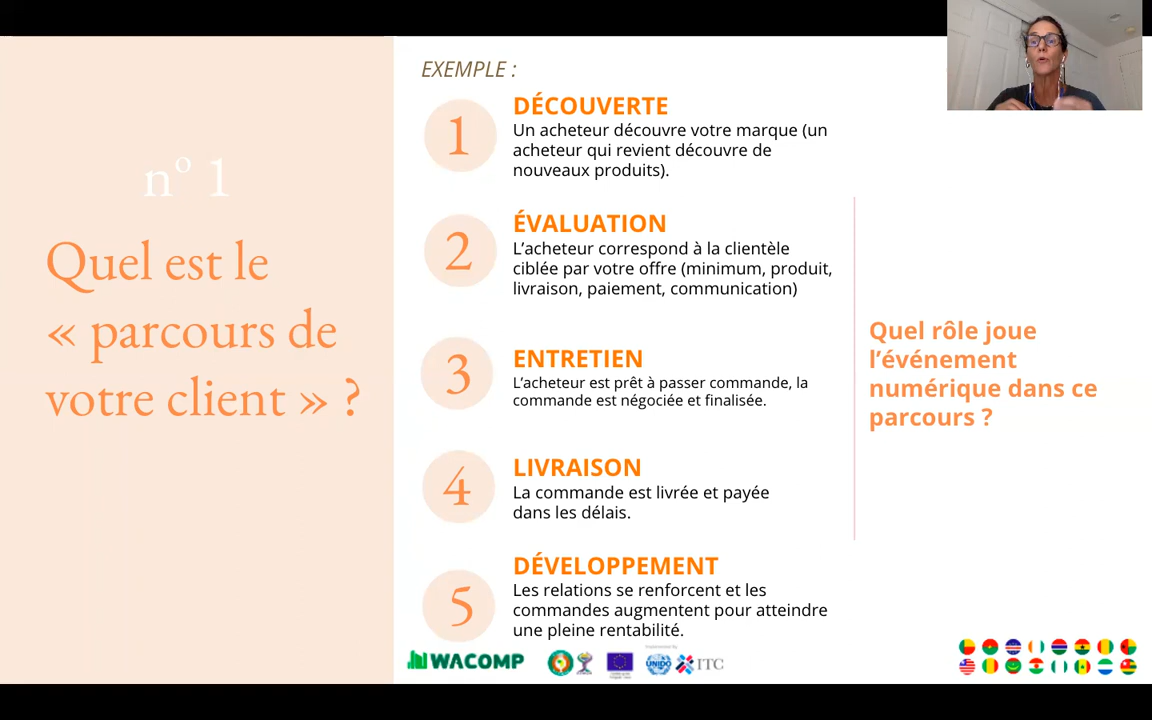 n° 1
Quel est le
« parcours de
votre client » ?
EXEMPLE :
1
DÉCOUVERTE
Un acheteur découvre votre marque (un
acheteur qui revient découvre de
nouveaux produits).
2
ÉVALUATION
L’acheteur correspond à la clientèle
ciblée par votre offre (minimum, produit,
livraison, paiement, communication)
3
ENTRETIEN
L’acheteur est prêt à passer commande, la
commande est négociée et finalisée.
4
LIVRAISON
La commande est livrée et payée
dans les délais.
5
DÉVELOPPEMENT
Les relations se renforcent et les
commandes augmentent pour atteindre
une pleine rentabilité.
Quel rôle joue
l’événement
numérique dans ce
parcours ?
WACOMP
UNIDO
ITC